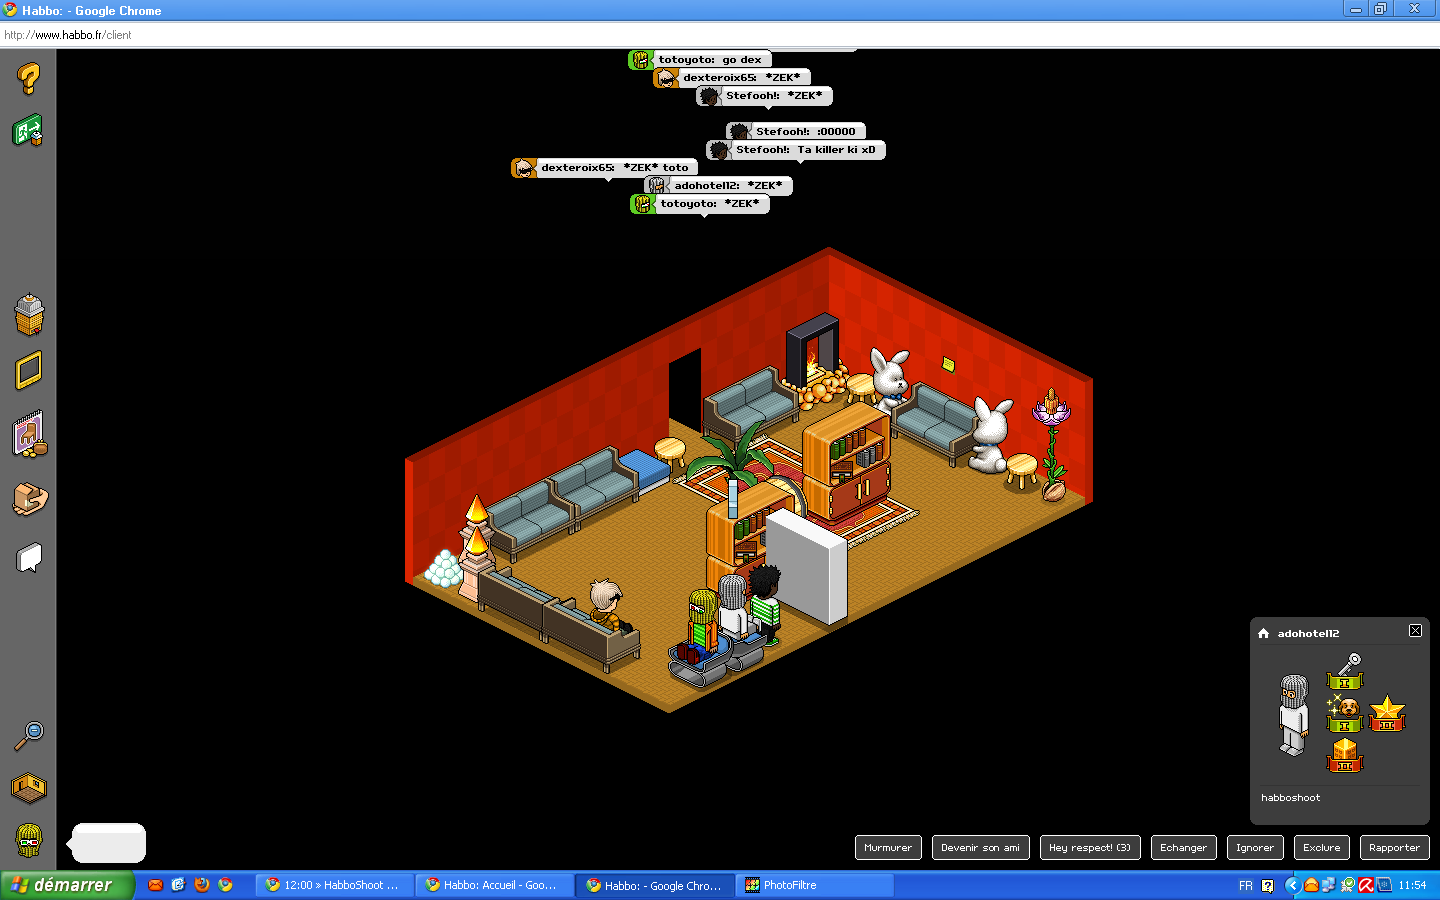 Habbo: - Google Chrome
http://www.habbo.fr/client
totoyoto: go dex
dexteroix65: *ZEK*
Stefooh!: *ZEK*
Stefooh!: :00000
Stefooh!: Ta killer ki xD
dexteroix65: *ZEK* toto
adohotel12: *ZEK*
totoyoto: *ZEK*
adohotel12
I
I
II
II
habboshoot
Murmurer
Devenir son ami
Hey respect! (3)
Echanger
Ignorer
Exclure
Rapporter
démarrer
12:00 » HabboShoot ...
Habbo: Accueil - Goo...
Habbo: - Google Chro...
PhotoFiltre
FR
11:54